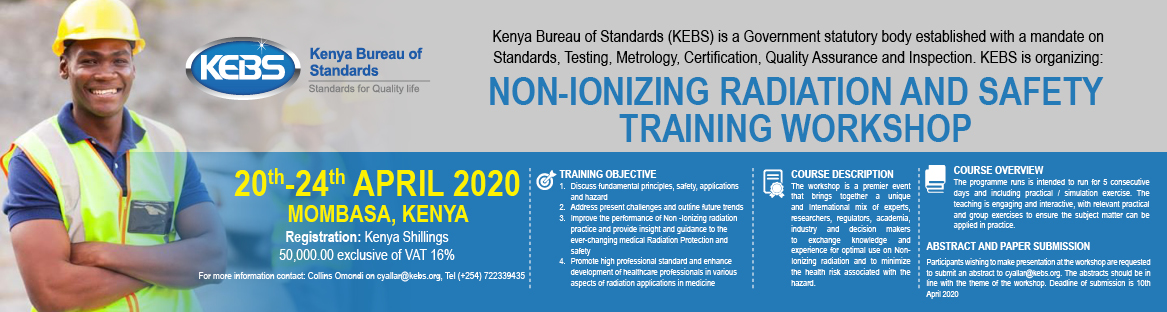 Kenya Bureau of Standards (KEBS) is a Government statutory body established with a mandate on
Standards, Testing, Metrology, Certification, Quality Assurance and Inspection. KEBS is organizing:
KEBS
Kenya Bureau of
Standards
Standards for Quality life
NON-IONIZING RADIATION AND SAFETY
TRAINING WORKSHOP
20th-24th APRIL 2020
MOMBASA, KENYA
Registration: Kenya Shillings
50,000.00 exclusive of VAT 16%
For more information contact: Collins Omondi on cyallar@kebs.org, Tel (+254) 722339435
TRAINING OBJECTIVE
1. Discuss fundamental principles, safety, applications
and hazard
2. Address present challenges and outline future trends
3. Improve the performance of Non -Ionizing radiation
practice and provide insight and guidance to the
ever-changing medical Radiation Protection and
safety
4. Promote high professional standard and enhance
development of healthcare professionals in various
aspects of radiation applications in medicine
COURSE DESCRIPTION
The workshop is a premier event
that brings together a unique
and International mix of experts,
researchers, regulators, academia,
industry and decision makers
to exchange knowledge and
experience for optimal use on Non-
Ionizing radiation and to minimize
the health risk associated with the
hazard.
COURSE OVERVIEW
The programme runs is intended to run for 5 consecutive
days and including practical / simulation exercise. The
teaching is engaging and interactive, with relevant practical
and group exercises to ensure the subject matter can be
applied in practice.
ABSTRACT AND PAPER SUBMISSION
Participants wishing to make presentation at the workshop are requested
to submit an abstract to cyallar@kebs.org. The abstracts should be in
line with the theme of the workshop. Deadline of submission is 10th
April 2020